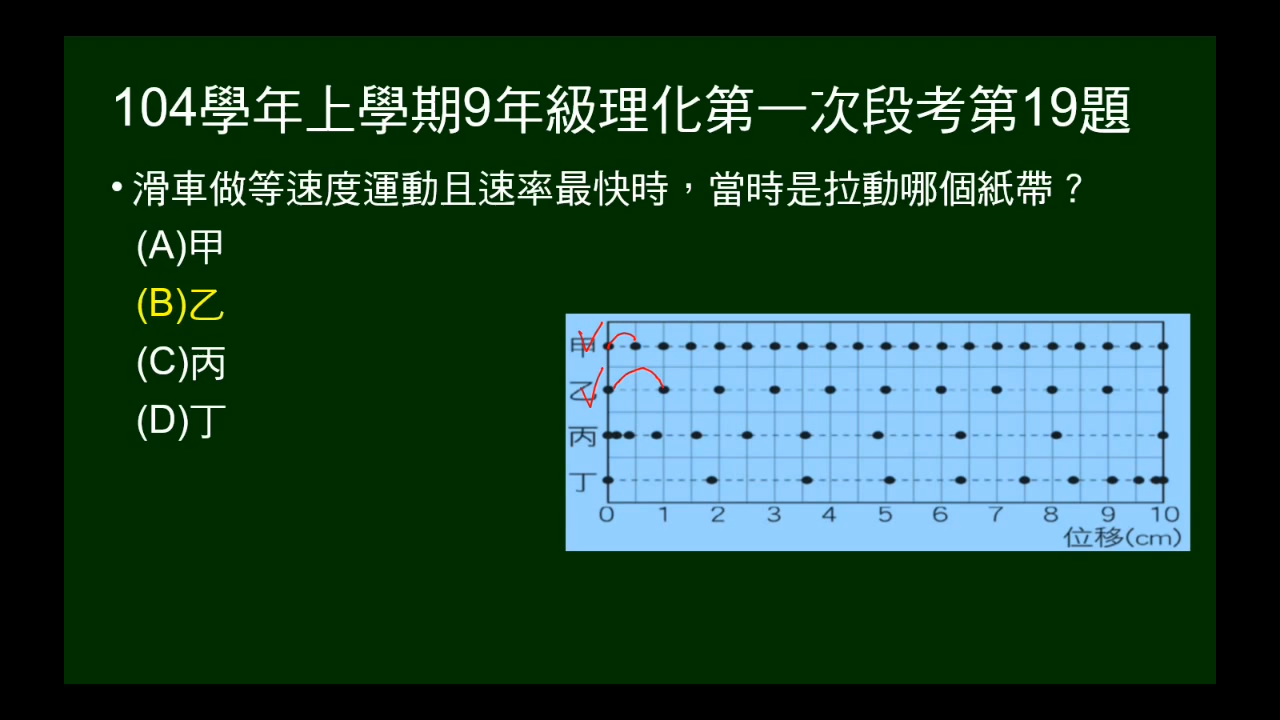 104學年上學期9年級理化第一次段考第19題
• 滑車做等速度運動且速率最快時，當時是拉動哪個紙帶？
(A)甲
(B)乙
(C)丙
(D)丁
甲
乙
丙
丁
0 1 2 3 4 5 6 7 8 9 10
位移(cm)